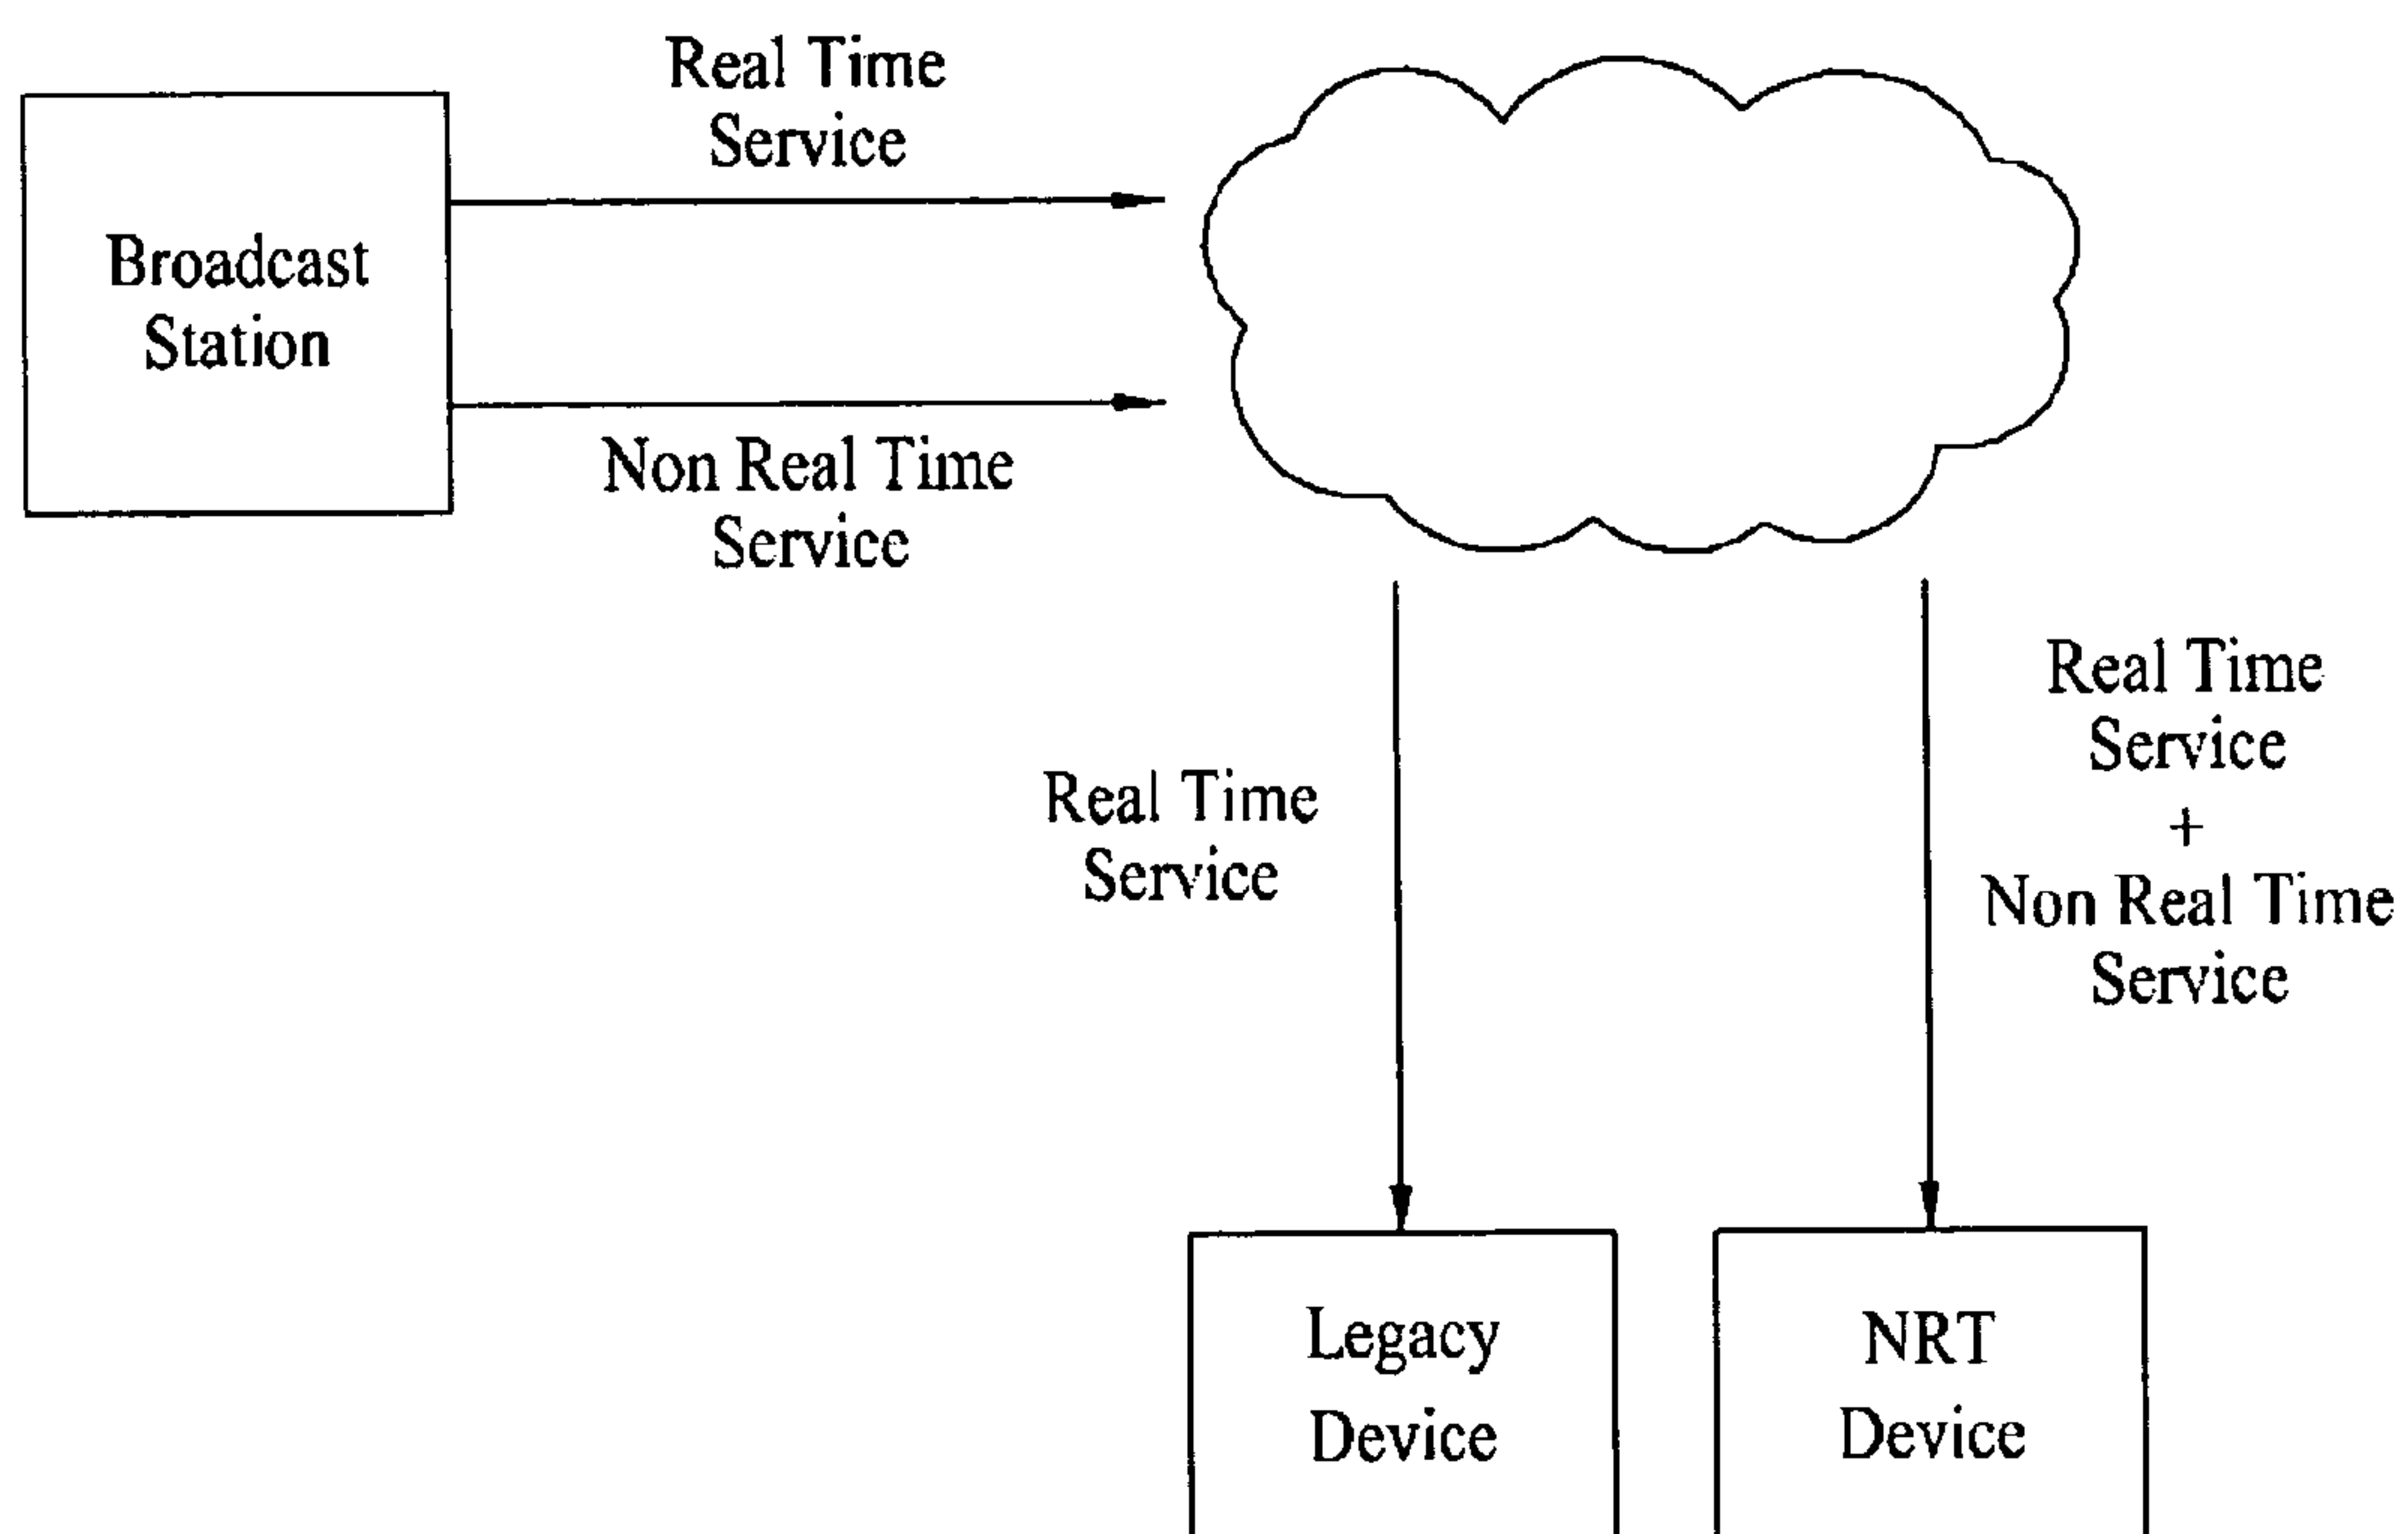 Real Time
Service
Broadcast
Station
Non Real Time
Service
Real Time
Service
Real Time
Service
+
Non Real Time
Service
Legacy
Device
NRT
Device